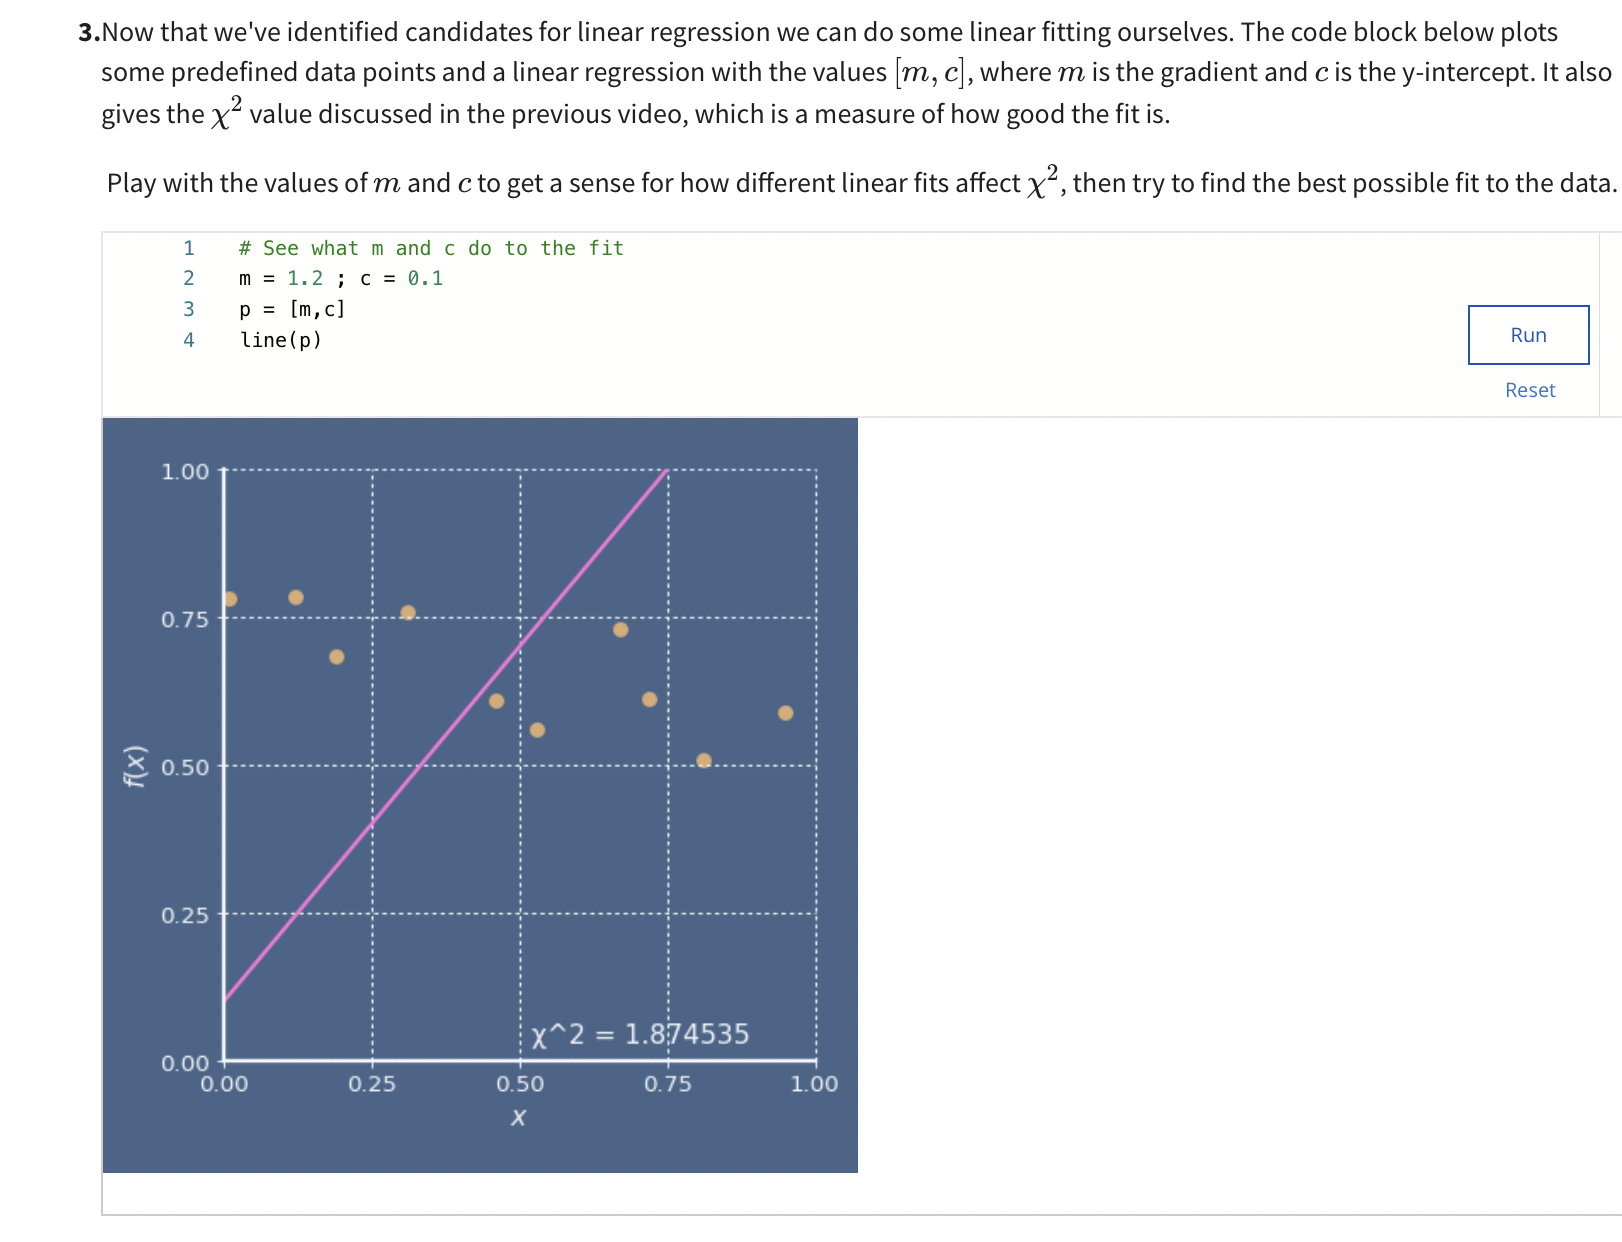 3.Now that we've identified candidates for linear regression we can do some linear fitting ourselves. The code block below plots
some predefined data points and a linear regression with the values [m, c], where m is the gradient and c is the y-intercept. It also
gives the χ² value discussed in the previous video, which is a measure of how good the fit is.
Play with the values of m and c to get a sense for how different linear fits affect χ², then try to find the best possible fit to the data.
1 # See what m and c do to the fit
2 m = 1.2 ; c = 0.1
3 p = [m,c]
4 line(p)
Run
Reset
1.00
0.75
f(x)
0.50
0.25
χ^2 = 1.874535
0.00
0.00 0.25 0.50 0.75 1.00
x